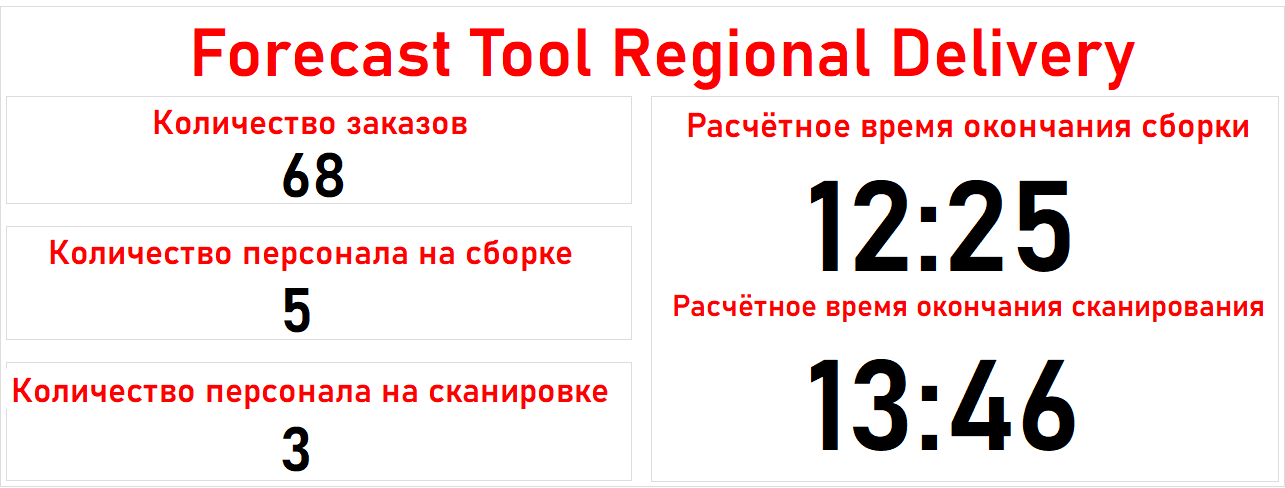 Forecast Tool Regional Delivery
Количество заказов
68
Количество персонала на сборке
5
Количество персонала на сканировке
3
Расчётное время окончания сборки
12:25
Расчётное время окончания сканирования
13:46